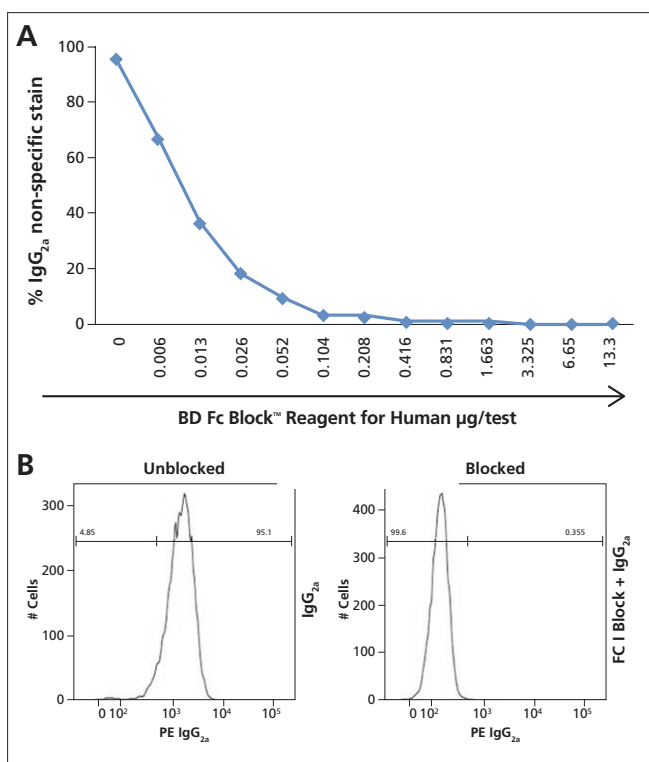 A
% IgG2a non-specific stain
100
80
60
40
20
0
0 0.006 0.013 0.026 0.052 0.104 0.208 0.416 0.831 1.663 3.325 6.65 13.3
BD Fc Block™ Reagent for Human µg/test
B
Unblocked
# Cells
300
200
100
0
4.85 95.1
0 10² 10³ 10⁴ 10⁵
PE IgG2a
IgG2a
Blocked
# Cells
400
300
200
100
0
99.6 0.355
0 10² 10³ 10⁴ 10⁵
PE IgG2a
FC I Block + IgG2a